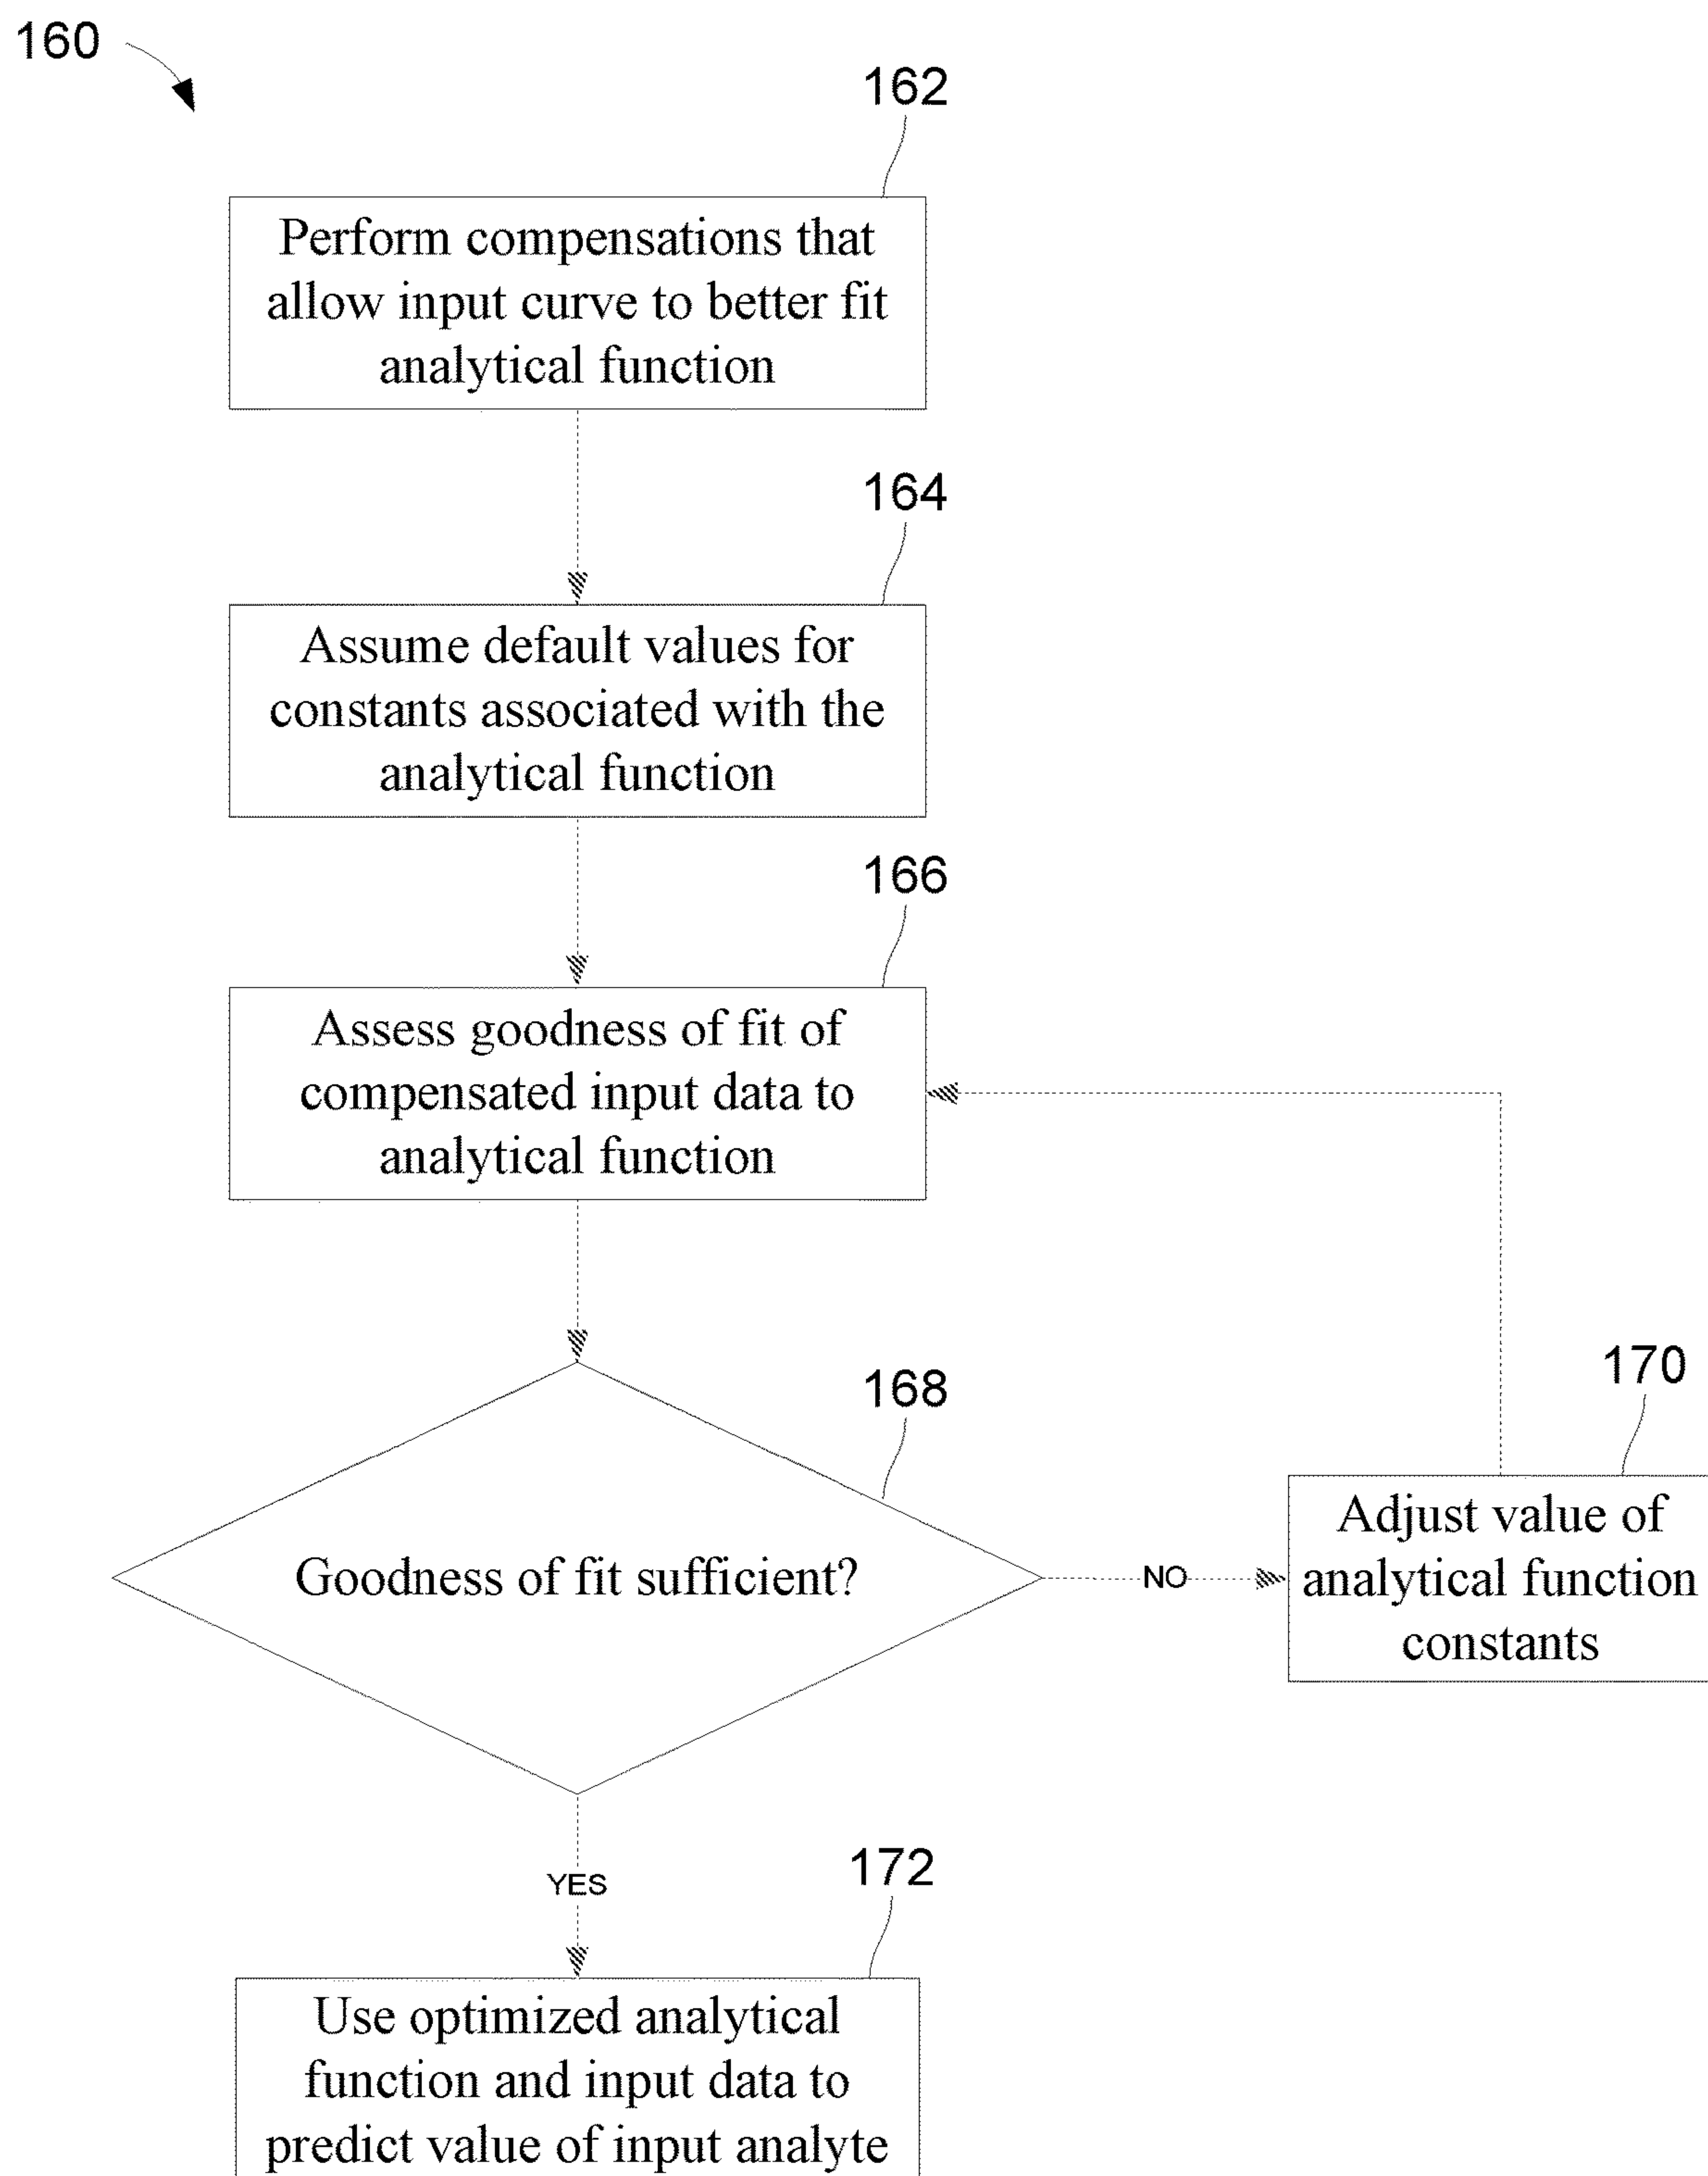 160
162
Perform compensations that
allow input curve to better fit
analytical function
164
Assume default values for
constants associated with the
analytical function
166
Assess goodness of fit of
compensated input data to
analytical function
168
Goodness of fit sufficient?
NO
170
Adjust value of
analytical function
constants
YES
172
Use optimized analytical
function and input data to
predict value of input analyte